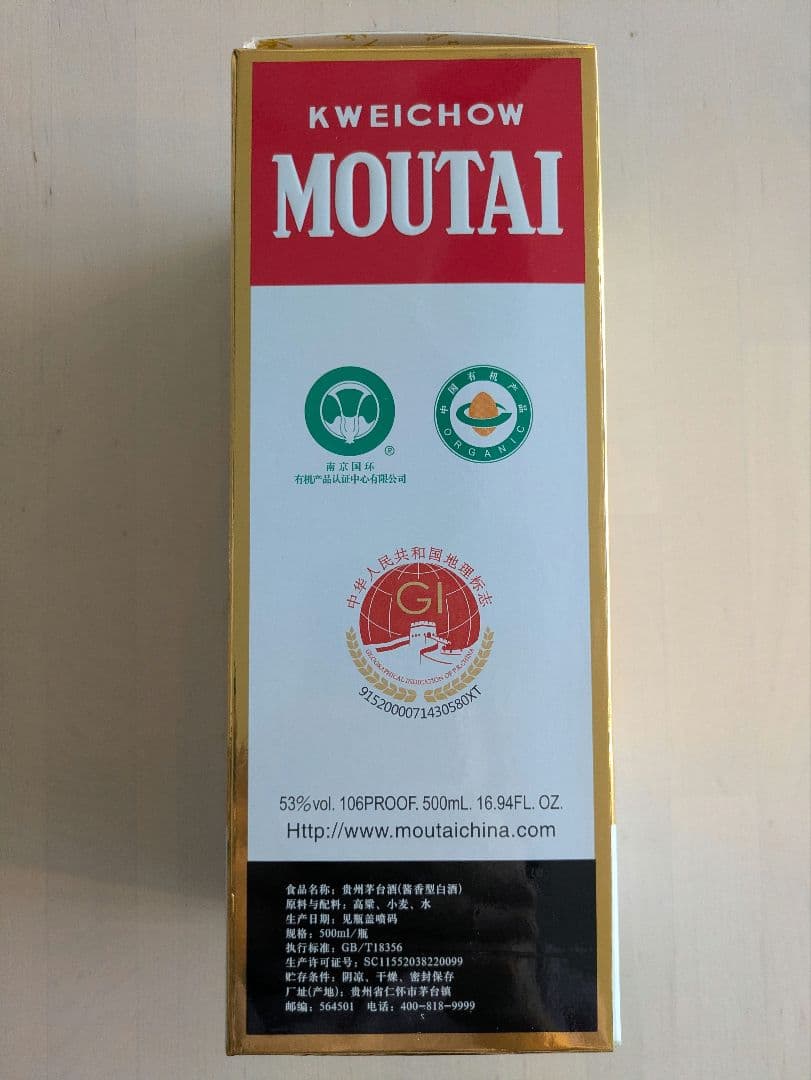 KWEICHOW
MOUTAI
南京国环
有机产品认证中心有限公司
®
中国有机产品
ORGANIC
中华人民共和国地理标志
GI
GEOGRAPHICAL INDICATION OF P.R.CHINA
9152000071430580XT
53%vol. 106PROOF. 500mL. 16.94FL. OZ.
Http://www.moutaichina.com
食品名称：贵州茅台酒(酱香型白酒)
原料与配料：高粱、小麦、水
生产日期：见瓶盖喷码
规格：500ml/瓶
执行标准：GB/T18356
生产许可证号：SC11552038220099
贮存条件：阴凉、干燥、密封保存
厂址(产地)：贵州省仁怀市茅台镇
邮编：564501 电话：400-818-9999